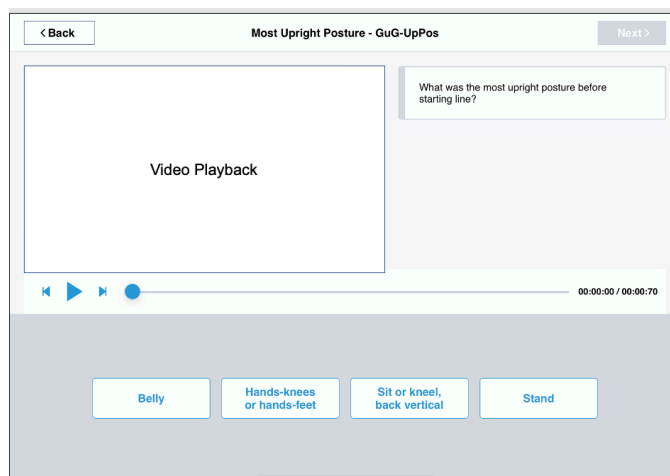 < Back
Most Upright Posture - GuG-UpPos
Next >
What was the most upright posture before
starting line?
Video Playback
00:00:00 / 00:00:70
Belly
Hands-knees
or hands-feet
Sit or kneel,
back vertical
Stand